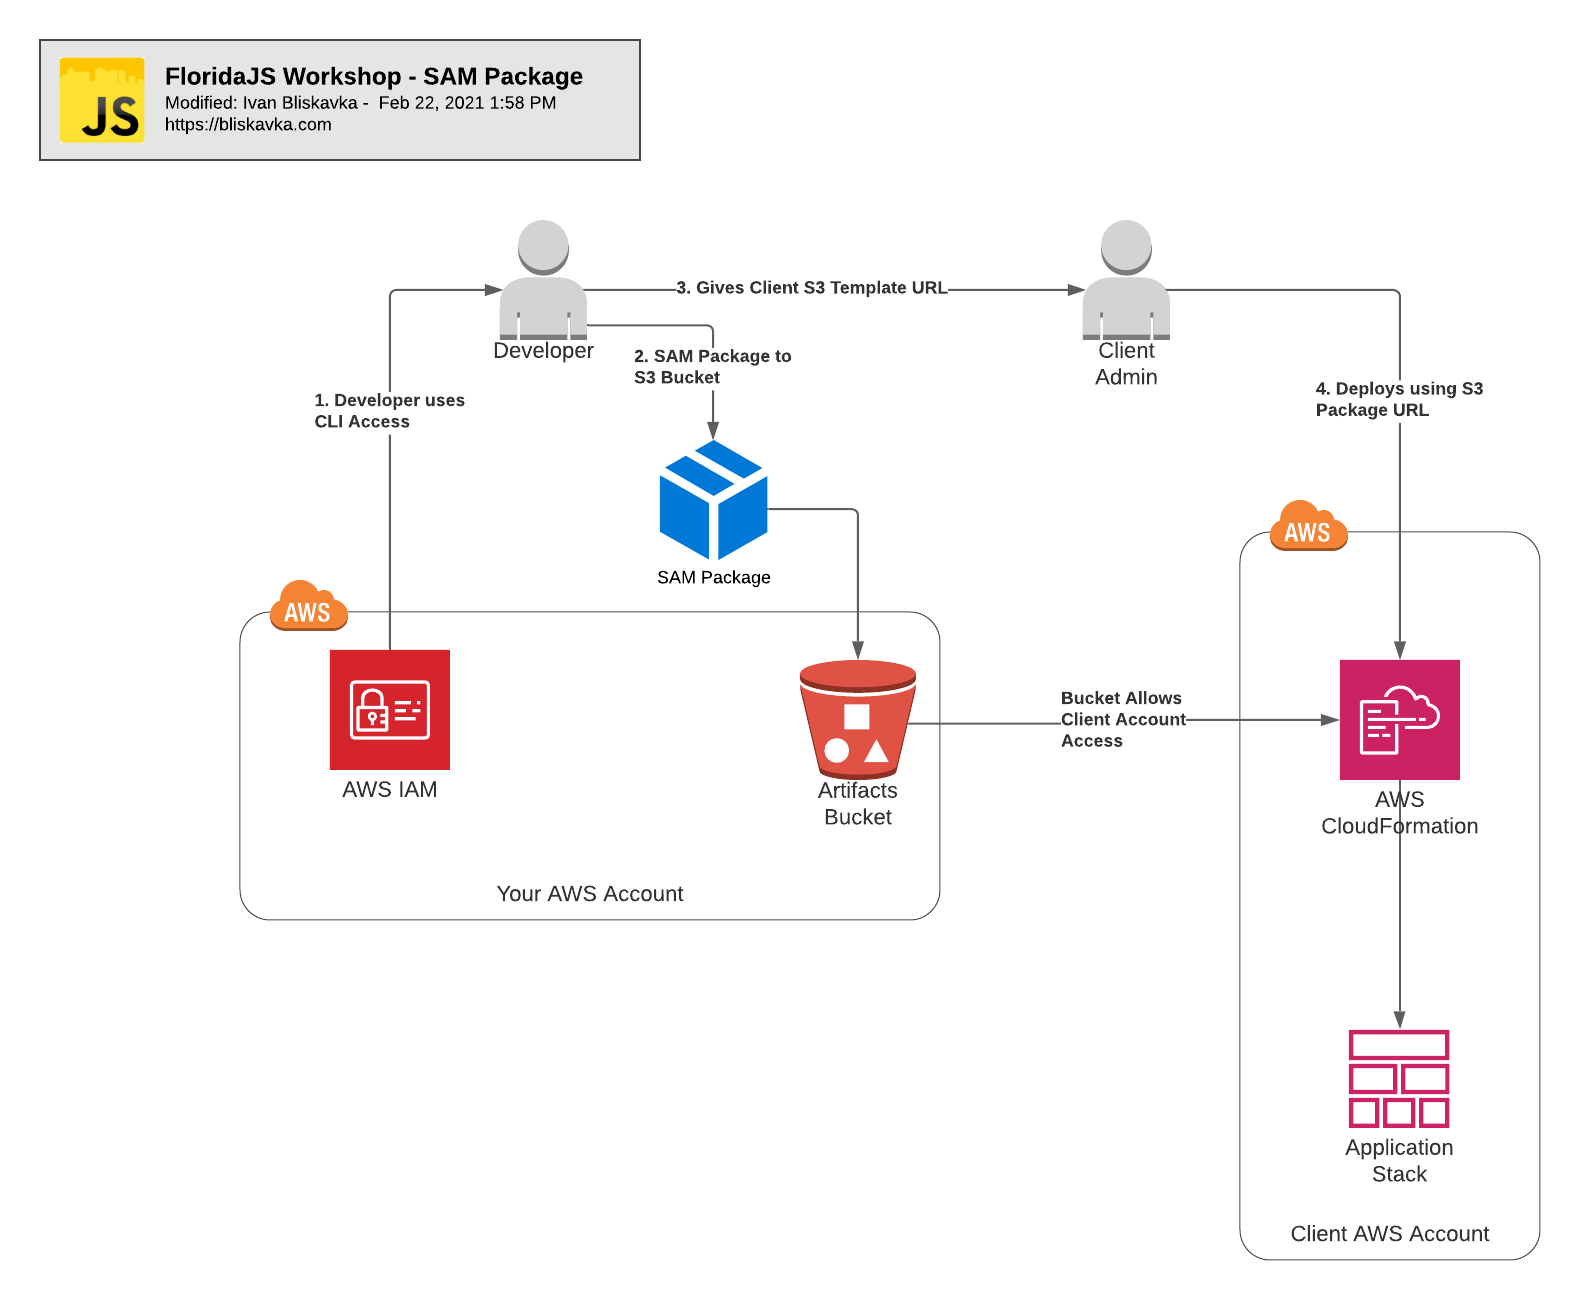 JS
FloridaJS Workshop - SAM Package
Modified: Ivan Bliskavka -  Feb 22, 2021 1:58 PM
https://bliskavka.com
3. Gives Client S3 Template URL
Developer
Client
Admin
2. SAM Package to
S3 Bucket
1. Developer uses
CLI Access
4. Deploys using S3
Package URL
SAM Package
AWS
AWS
AWS IAM
Artifacts
Bucket
Bucket Allows
Client Account
Access
AWS
CloudFormation
Your AWS Account
Application
Stack
Client AWS Account